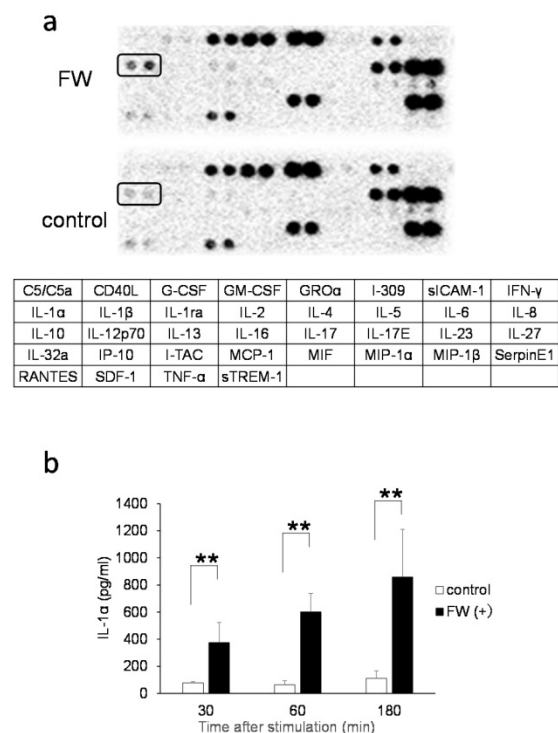 a
FW
control
C5/C5a CD40L G-CSF GM-CSF GROα I-309 sICAM-1 IFN-γ
IL-1α IL-1β IL-1ra IL-2 IL-4 IL-5 IL-6 IL-8
IL-10 IL-12p70 IL-13 IL-16 IL-17 IL-17E IL-23 IL-27
IL-32a IP-10 I-TAC MCP-1 MIF MIP-1α MIP-1β SerpinE1
RANTES SDF-1 TNF-α sTREM-1
b
1400
1200
1000
800
600
400
200
0
IL-1α (pg/ml)
**
**
**
control
FW (+)
30 60 180
Time after stimulation (min)